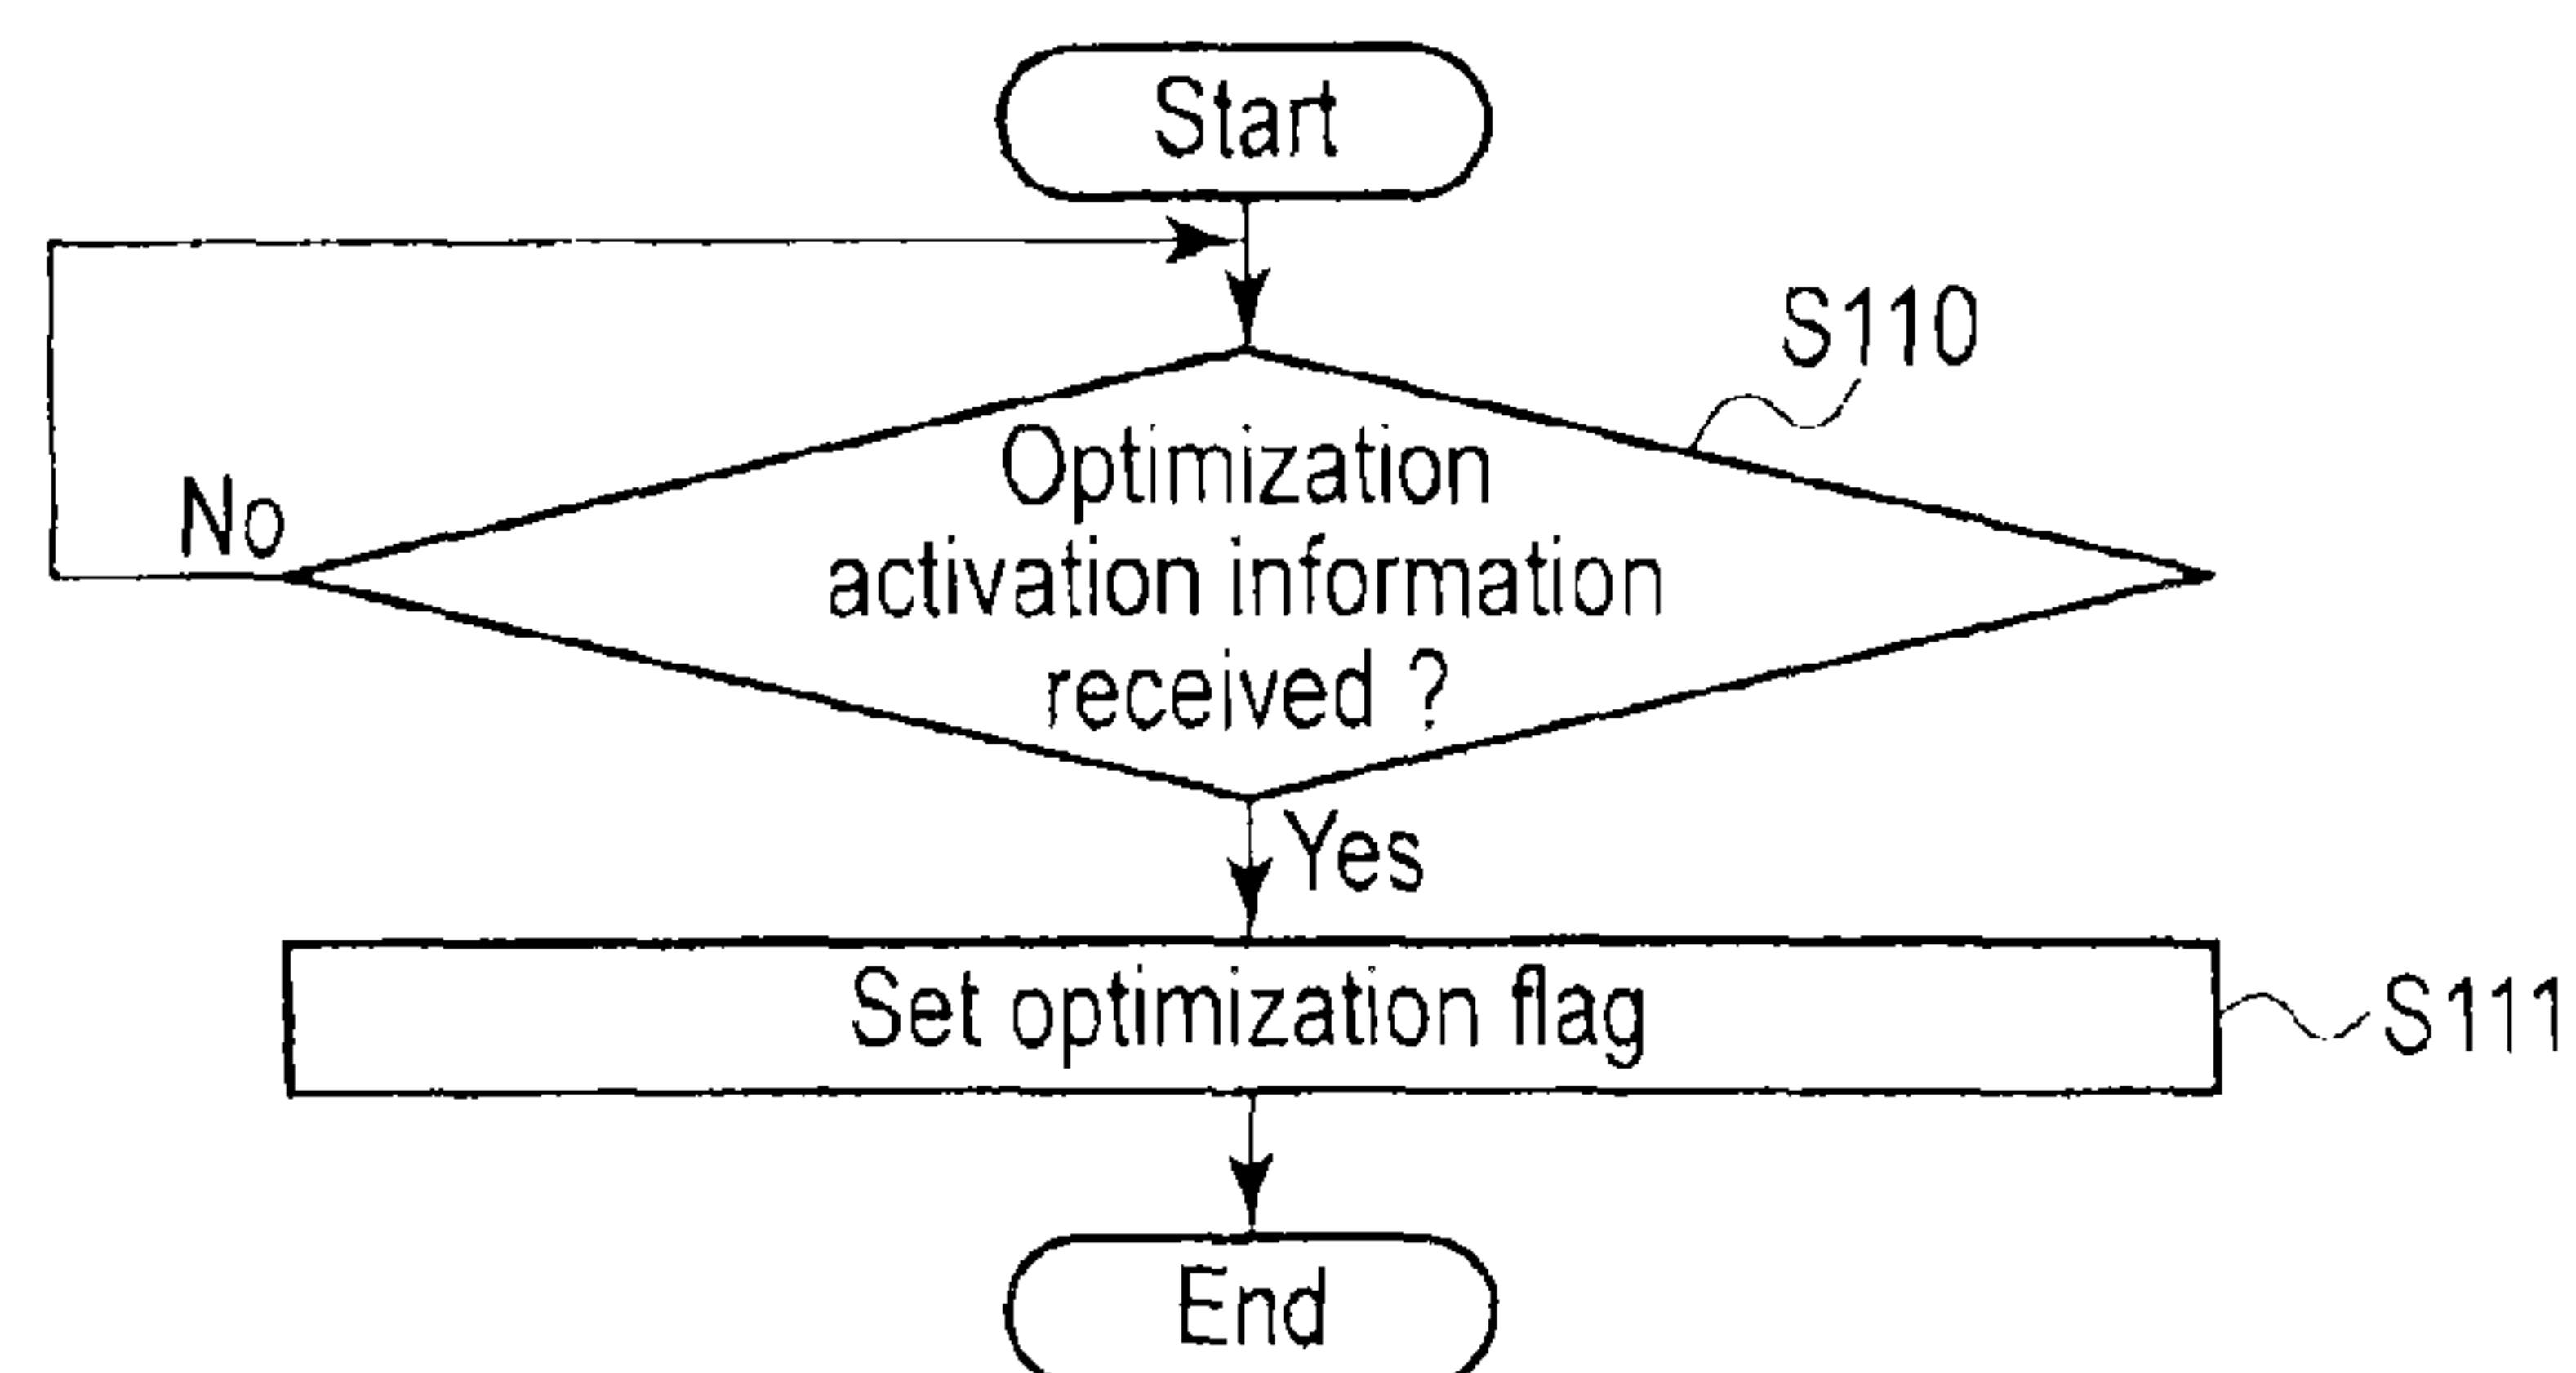 Start
S110
No
Optimization
activation information
received ?
Yes
Set optimization flag
S111
End